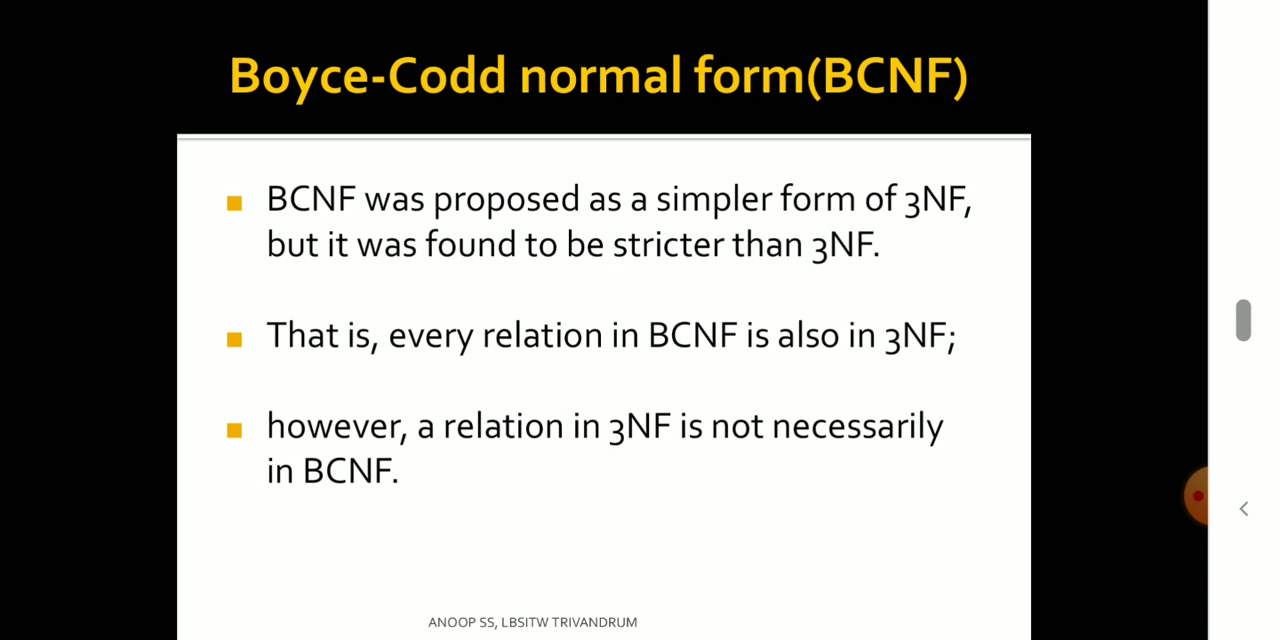 Boyce-Codd normal form(BCNF)
BCNF was proposed as a simpler form of 3NF,
but it was found to be stricter than 3NF.
That is, every relation in BCNF is also in 3NF;
however, a relation in 3NF is not necessarily
in BCNF.
ANOOP SS, LBSITW TRIVANDRUM